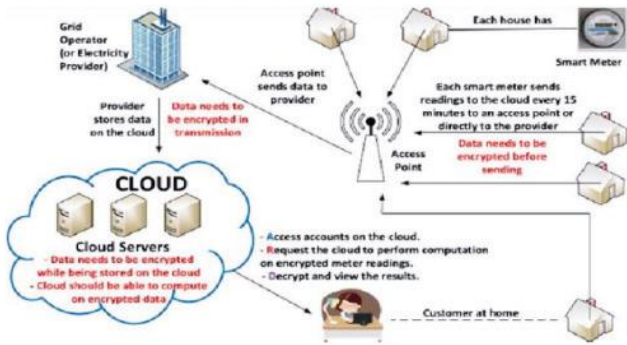 Grid
Operator
(or Electricity
Provider)
Each house has
Smart Meter
Access point
sends data to
provider
Each smart meter sends
readings to the cloud every 15
minutes to an access point or
directly to the provider
Data needs to be
encrypted before
sending
Provider
stores data
on the cloud
Data needs to
be encrypted in
transmission
Access
Point
CLOUD
Cloud Servers
- Data needs to be encrypted
while being stored on the cloud
- Cloud should be able to compute
on encrypted data
- Access accounts on the cloud.
- Request the cloud to perform computation
on encrypted meter readings.
- Decrypt and view the results.
Customer at home